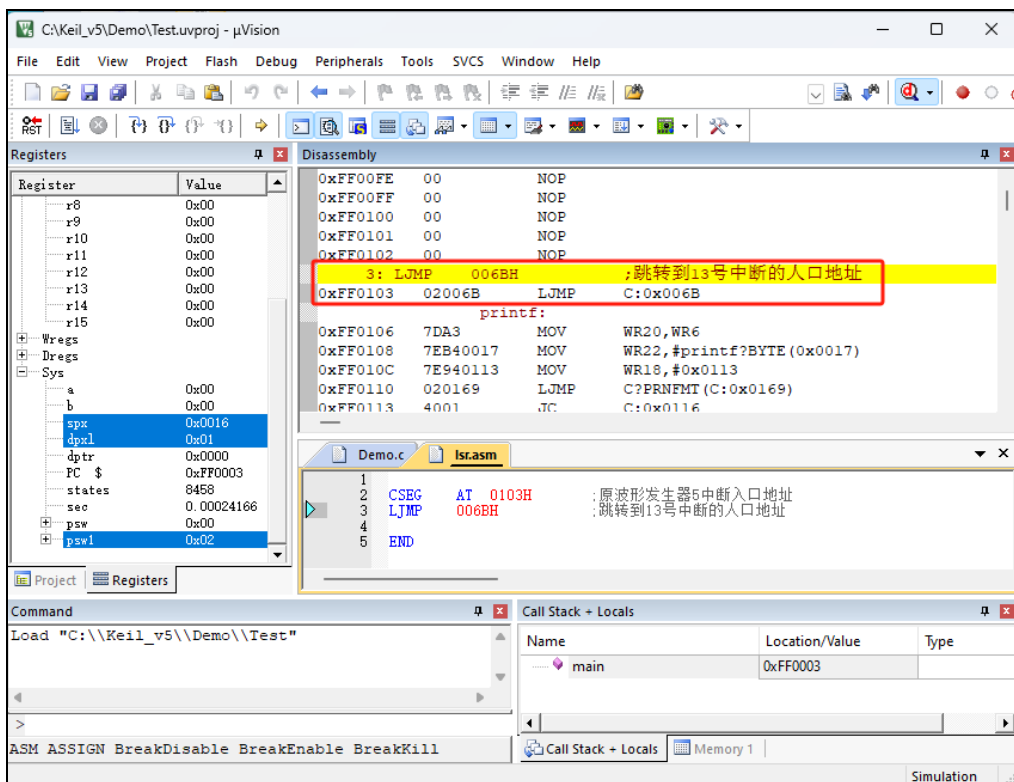 C:\Keil_v5\Demo\Test.uvproj - µVision
File Edit View Project Flash Debug Peripherals Tools SVCS Window Help
RST
Registers
Register Value
r8 0x00
r9 0x00
r10 0x00
r11 0x00
r12 0x00
r13 0x00
r14 0x00
r15 0x00
Wregs
Dregs
Sys
a 0x00
b 0x00
spx 0x0016
dpxl 0x01
dptr 0x0000
PC $ 0xFF0003
states 8458
sec 0.00024166
psw 0x00
psw1 0x02
Project Registers
Disassembly
0xFF00FE 00 NOP
0xFF00FF 00 NOP
0xFF0100 00 NOP
0xFF0101 00 NOP
0xFF0102 00 NOP
3: LJMP 006BH ;跳转到13号中断的人口地址
0xFF0103 02006B LJMP C:0x006B
printf:
0xFF0106 7DA3 MOV WR20,WR6
0xFF0108 7EB40017 MOV WR22,#printf?BYTE(0x0017)
0xFF010C 7E940113 MOV WR18,#0x0113
0xFF0110 020169 LJMP C?PRNFMT(C:0x0169)
0xFF0113 4001 JC C:0x0116
Demo.c Isr.asm
1
2 CSEG AT 0103H ;原波形发生器5中断入口地址
3 LJMP 006BH ;跳转到13号中断的人口地址
4
5 END
Command
Load "C:\\Keil_v5\\Demo\\Test"
>
ASM ASSIGN BreakDisable BreakEnable BreakKill
Call Stack + Locals
Name Location/Value Type
main 0xFF0003
Call Stack + Locals Memory 1
Simulation